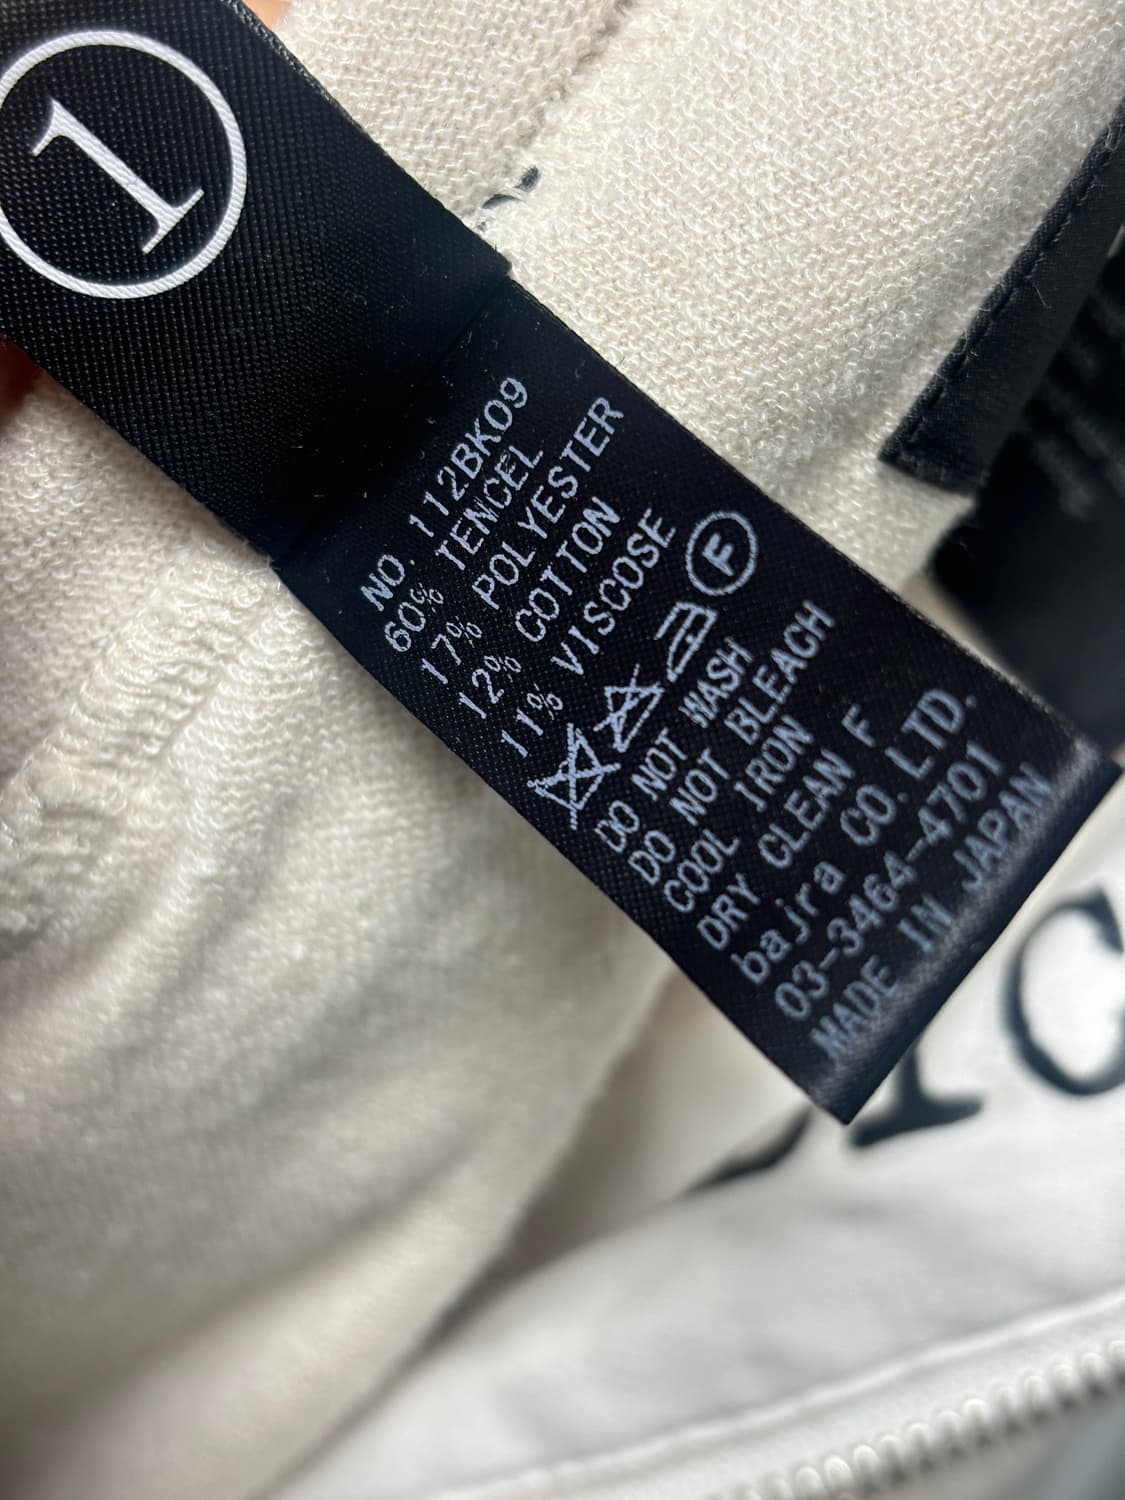 1
NO. 112BK09
60% TENCEL
17% POLYESTER
12% COTTON
11% VISCOSE
F
DO NOT WASH
DO NOT BLEACH
COOL IRON
DRY CLEAN F
bajra CO. LTD.
03-3464-4701
MADE IN JAPAN